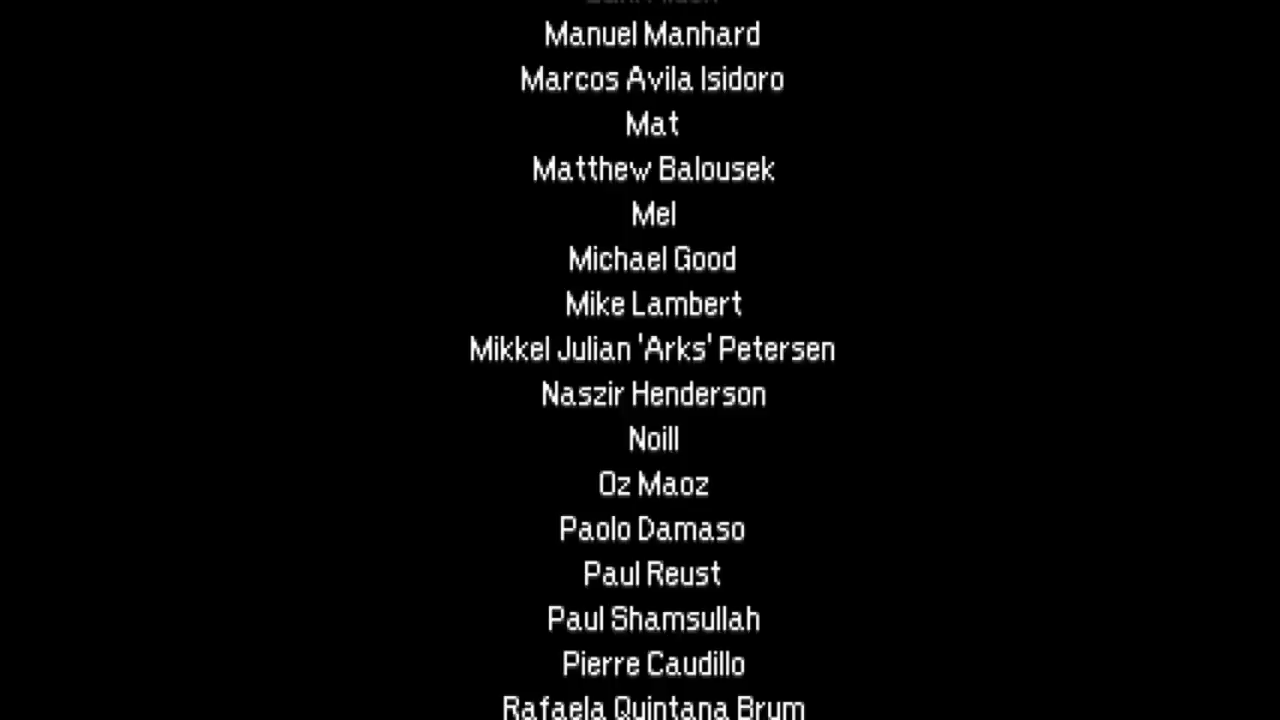 Manuel Manhard
Marcos Avila Isidoro
Mat
Matthew Balousek
Mel
Michael Good
Mike Lambert
Mikkel Julian 'Arks' Petersen
Naszir Henderson
Noill
Oz Maoz
Paolo Damaso
Paul Reust
Paul Shamsullah
Pierre Caudillo
Rafaela Quintana Brum